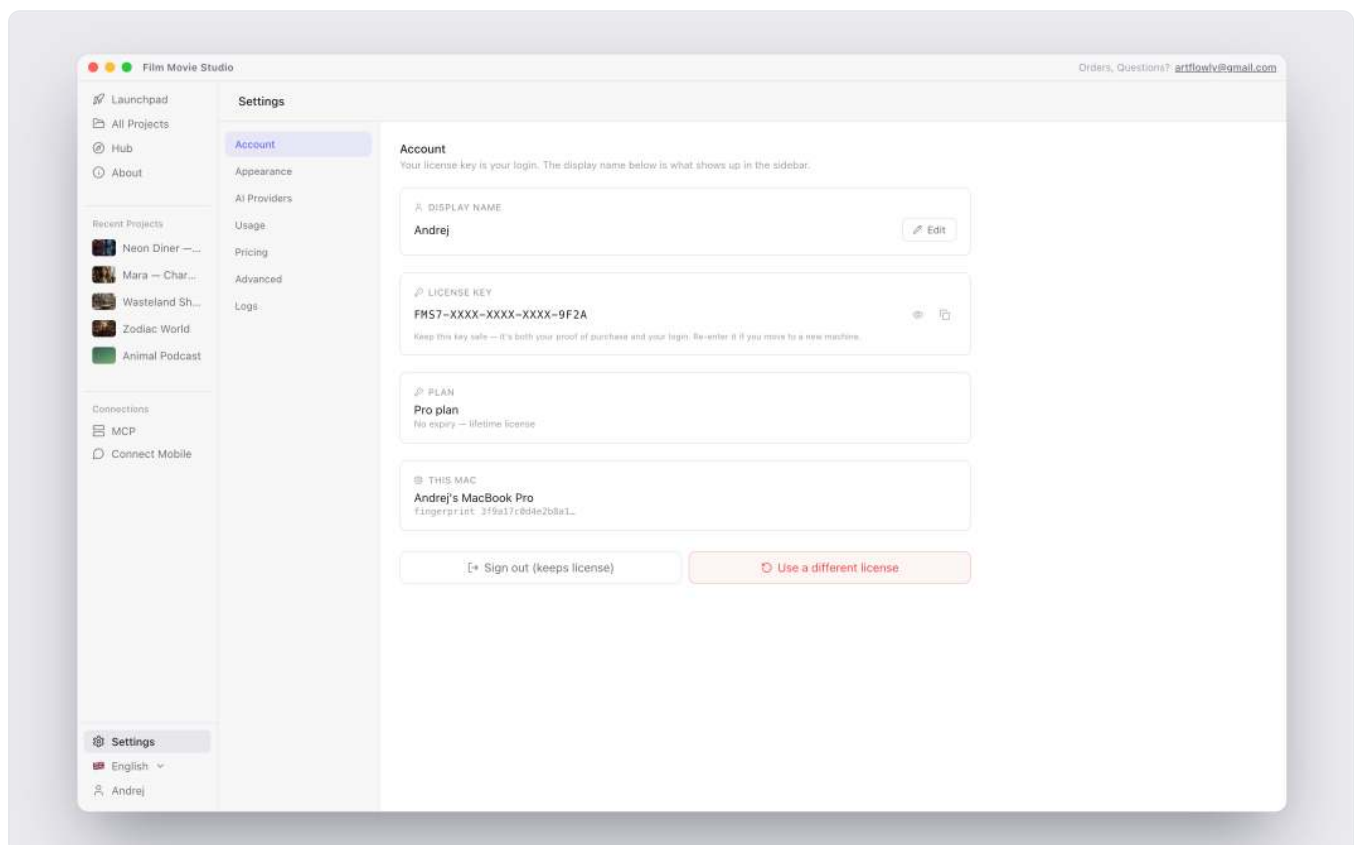 Film Movie Studio
Orders, Questions? artflowlv@gmail.com
Launchpad
All Projects
Hub
About
Recent Projects
Neon Diner —...
Mara — Char...
Wasteland Sh...
Zodiac World
Animal Podcast
Connections
MCP
Connect Mobile
Settings
English
Andrej
Settings
Account
Appearance
AI Providers
Usage
Pricing
Advanced
Logs
Account
Your license key is your login. The display name below is what shows up in the sidebar.
DISPLAY NAME
Andrej
Edit
LICENSE KEY
FMS7-XXXX-XXXX-XXXX-9F2A
Keep this key safe — it's both your proof of purchase and your login. Re-enter it if you move to a new machine.
PLAN
Pro plan
No expiry — lifetime license
THIS MAC
Andrej's MacBook Pro
fingerprint 3f9a17c0d4e2b8a1…
Sign out (keeps license)
Use a different license